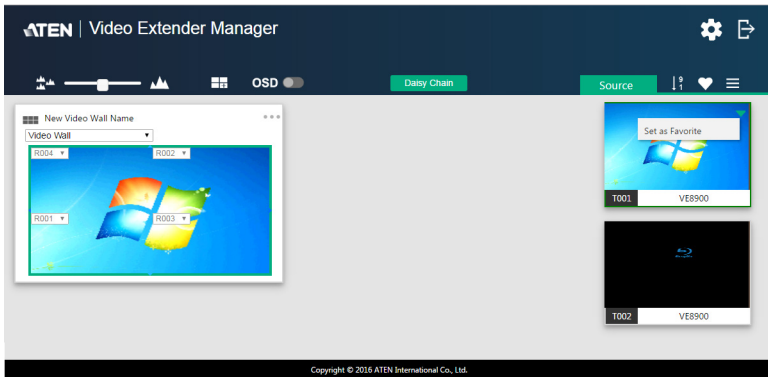 ATEN Video Extender Manager
OSD
Daisy Chain
Source
9
1
New Video Wall Name
Video Wall
R004
R002
R001
R003
Set as Favorite
T001 VE8900
T002 VE8900
Copyright © 2016 ATEN International Co., Ltd.